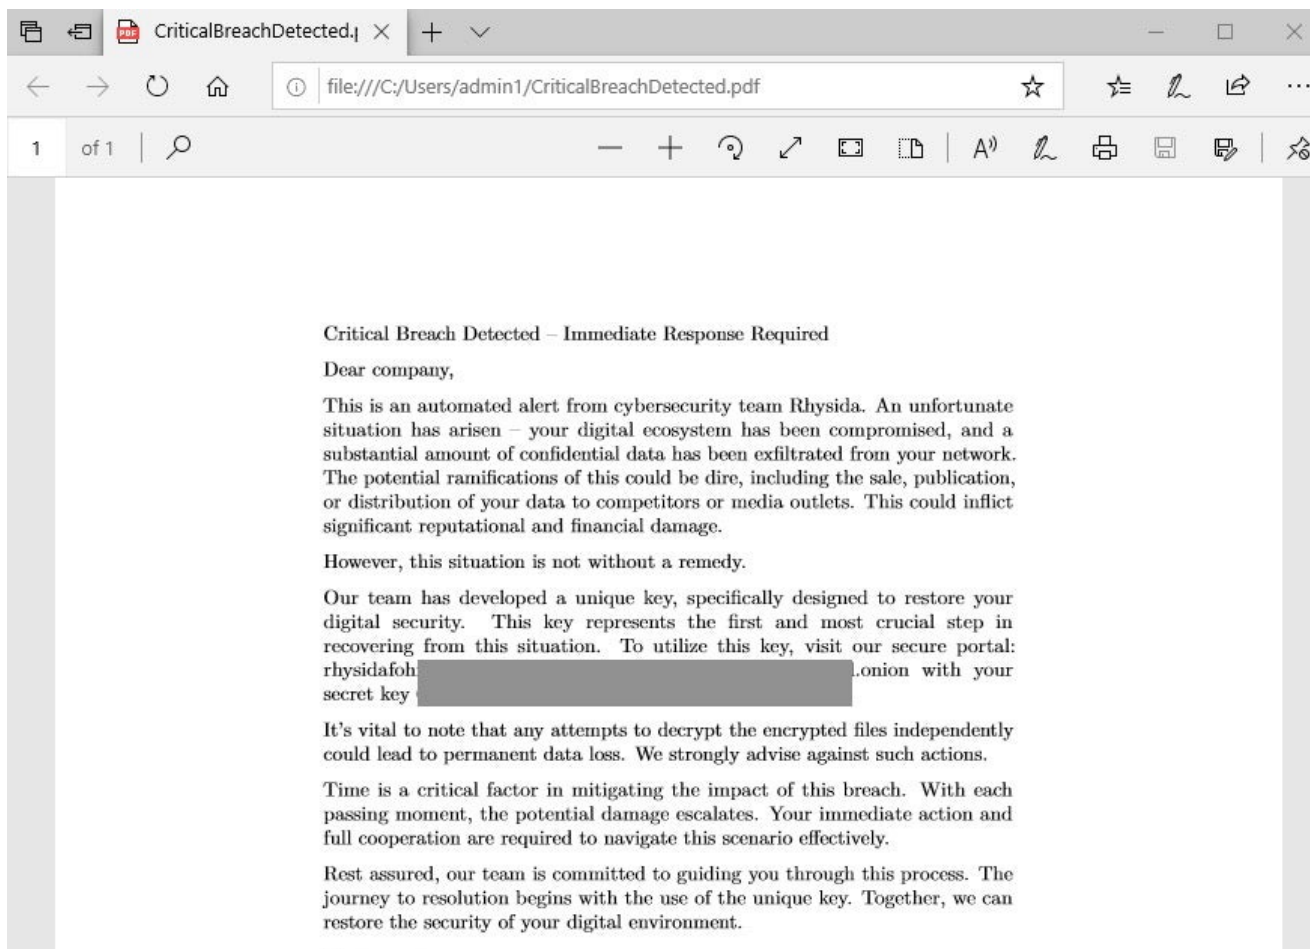 CriticalBreachDetected.p
file:///C:/Users/admin1/CriticalBreachDetected.pdf
1 of 1
Critical Breach Detected – Immediate Response Required
Dear company,
This is an automated alert from cybersecurity team Rhysida. An unfortunate
situation has arisen – your digital ecosystem has been compromised, and a
substantial amount of confidential data has been exfiltrated from your network.
The potential ramifications of this could be dire, including the sale, publication,
or distribution of your data to competitors or media outlets. This could inflict
significant reputational and financial damage.
However, this situation is not without a remedy.
Our team has developed a unique key, specifically designed to restore your
digital security. This key represents the first and most crucial step in
recovering from this situation. To utilize this key, visit our secure portal:
rhysidafoh .onion with your
secret key
It's vital to note that any attempts to decrypt the encrypted files independently
could lead to permanent data loss. We strongly advise against such actions.
Time is a critical factor in mitigating the impact of this breach. With each
passing moment, the potential damage escalates. Your immediate action and
full cooperation are required to navigate this scenario effectively.
Rest assured, our team is committed to guiding you through this process. The
journey to resolution begins with the use of the unique key. Together, we can
restore the security of your digital environment.